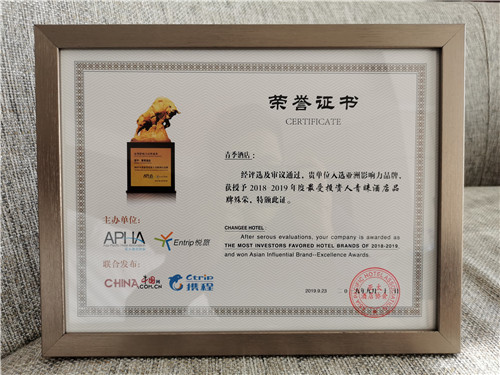 荣誉证书
CERTIFICATE
青季酒店：
经评选及审议通过，贵单位入选亚洲影响力品牌，
获授予2018-2019年度最受投资人青睐酒店品
牌殊荣，特颁此证。
CHANGEE HOTEL
After serous evaluations, your company is awarded as
THE MOST INVESTORS FAVORED HOTEL BRANDS OF 2018-2019,
and won Asian Influential Brand--Excellence Awards.
2019.9.23
主办单位：
APHA
Entrip悦旅
联合发布：
CHINA
中国网
.COM.CN
Ctrip
携程